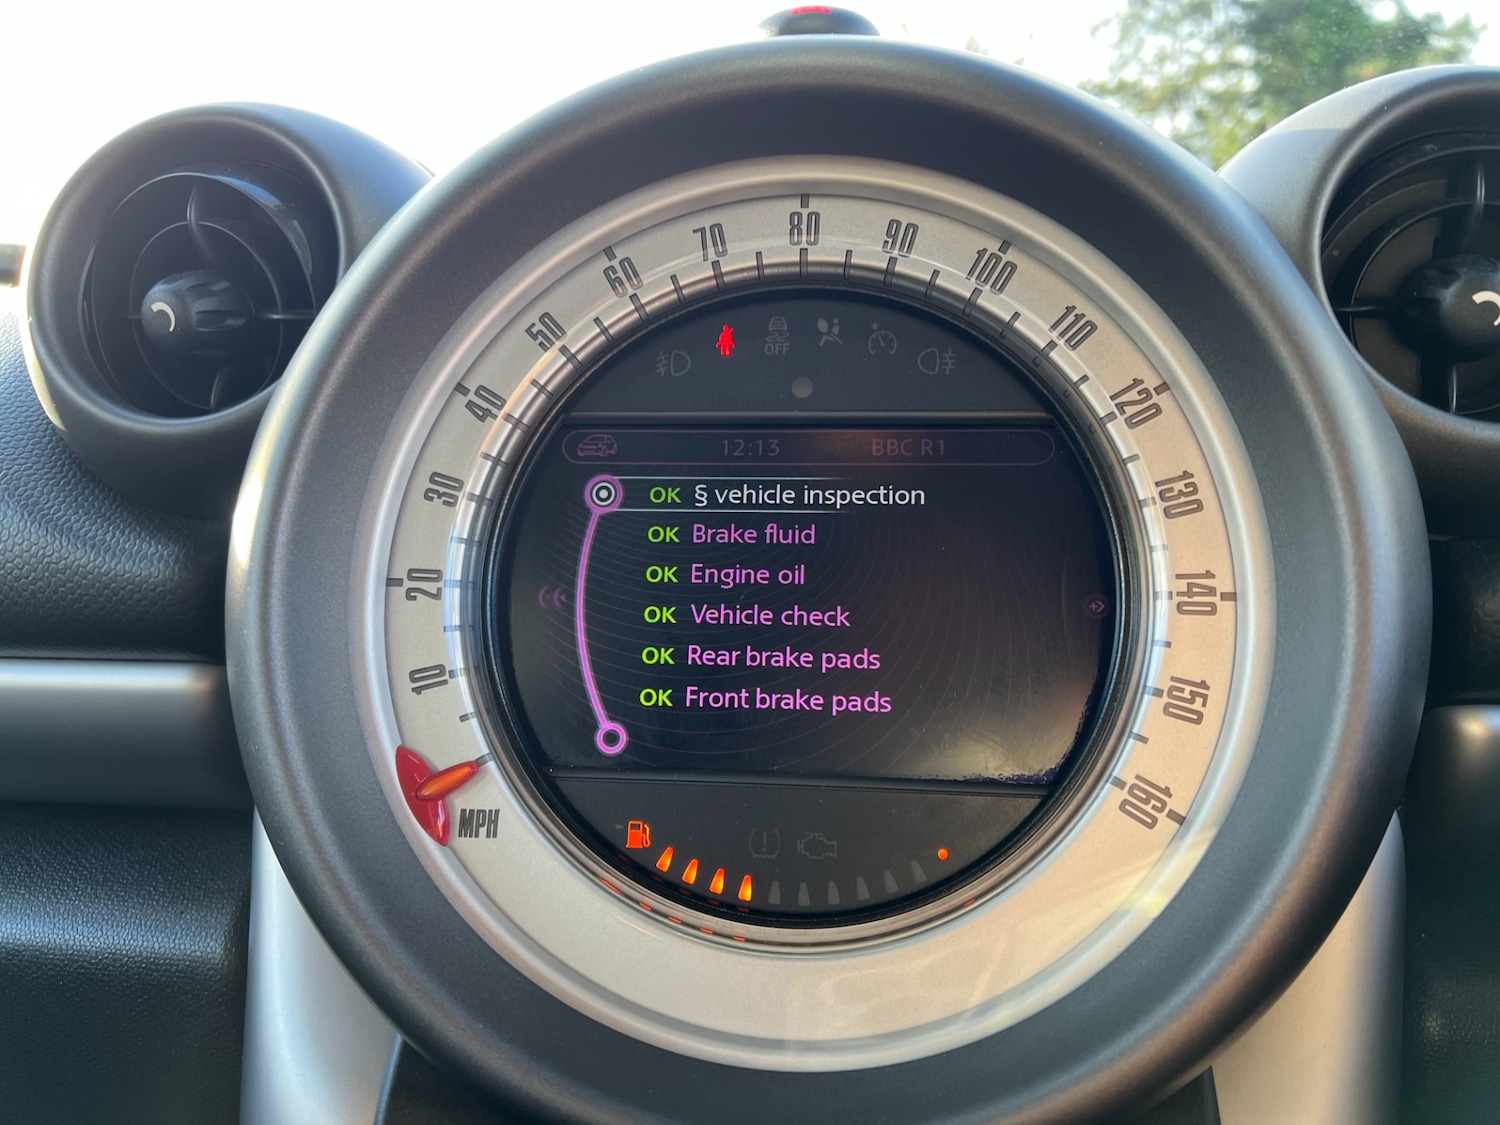 10
20
30
40
50
60
70
80
90
100
110
120
130
140
150
160
MPH
OFF
12:13 BBC R1
OK § vehicle inspection
OK Brake fluid
OK Engine oil
OK Vehicle check
OK Rear brake pads
OK Front brake pads